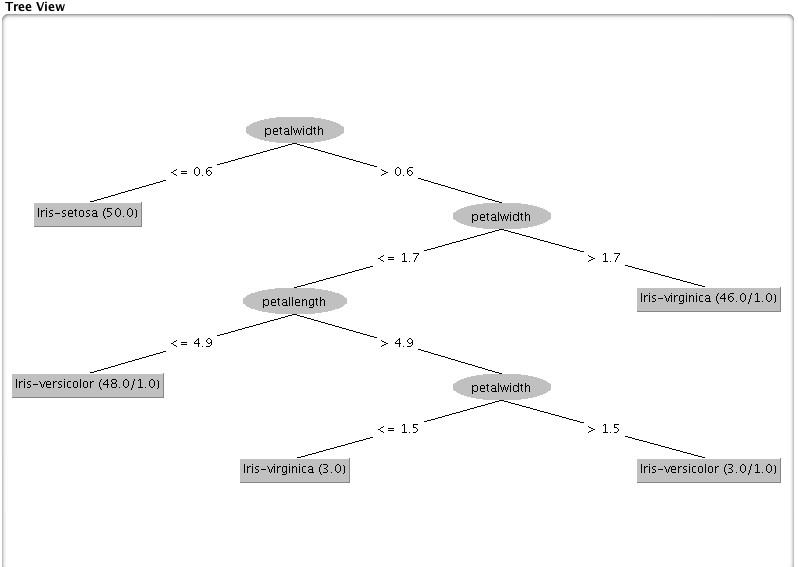 Tree View
petalwidth
<= 0.6
> 0.6
Iris-setosa (50.0)
petalwidth
<= 1.7
> 1.7
petallength
Iris-virginica (46.0/1.0)
<= 4.9
> 4.9
Iris-versicolor (48.0/1.0)
petalwidth
<= 1.5
> 1.5
Iris-virginica (3.0)
Iris-versicolor (3.0/1.0)